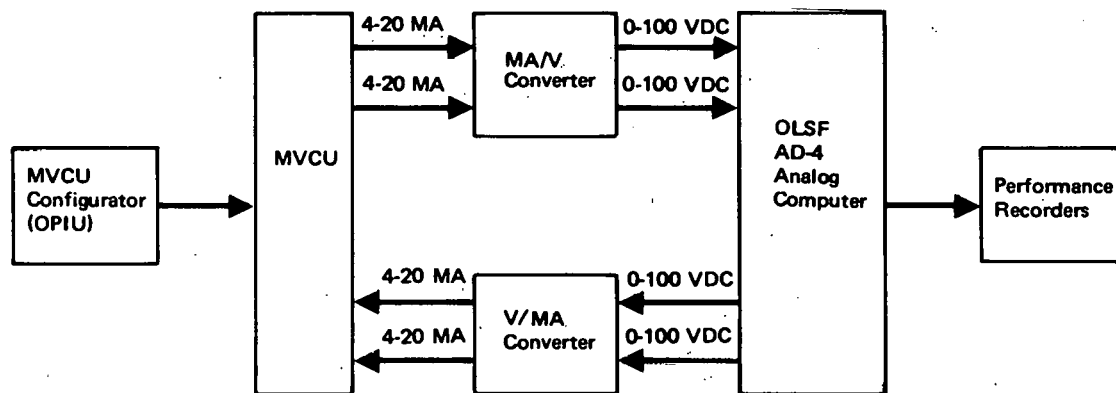 4-20 MA
0-100 VDC
MA/V
Converter
4-20 MA
0-100 VDC
MVCU
Configurator
(OPIU)
MVCU
OLSF
AD-4
Analog
Computer
Performance
Recorders
4-20 MA
0-100 VDC
V/MA
Converter
4-20 MA
0-100 VDC